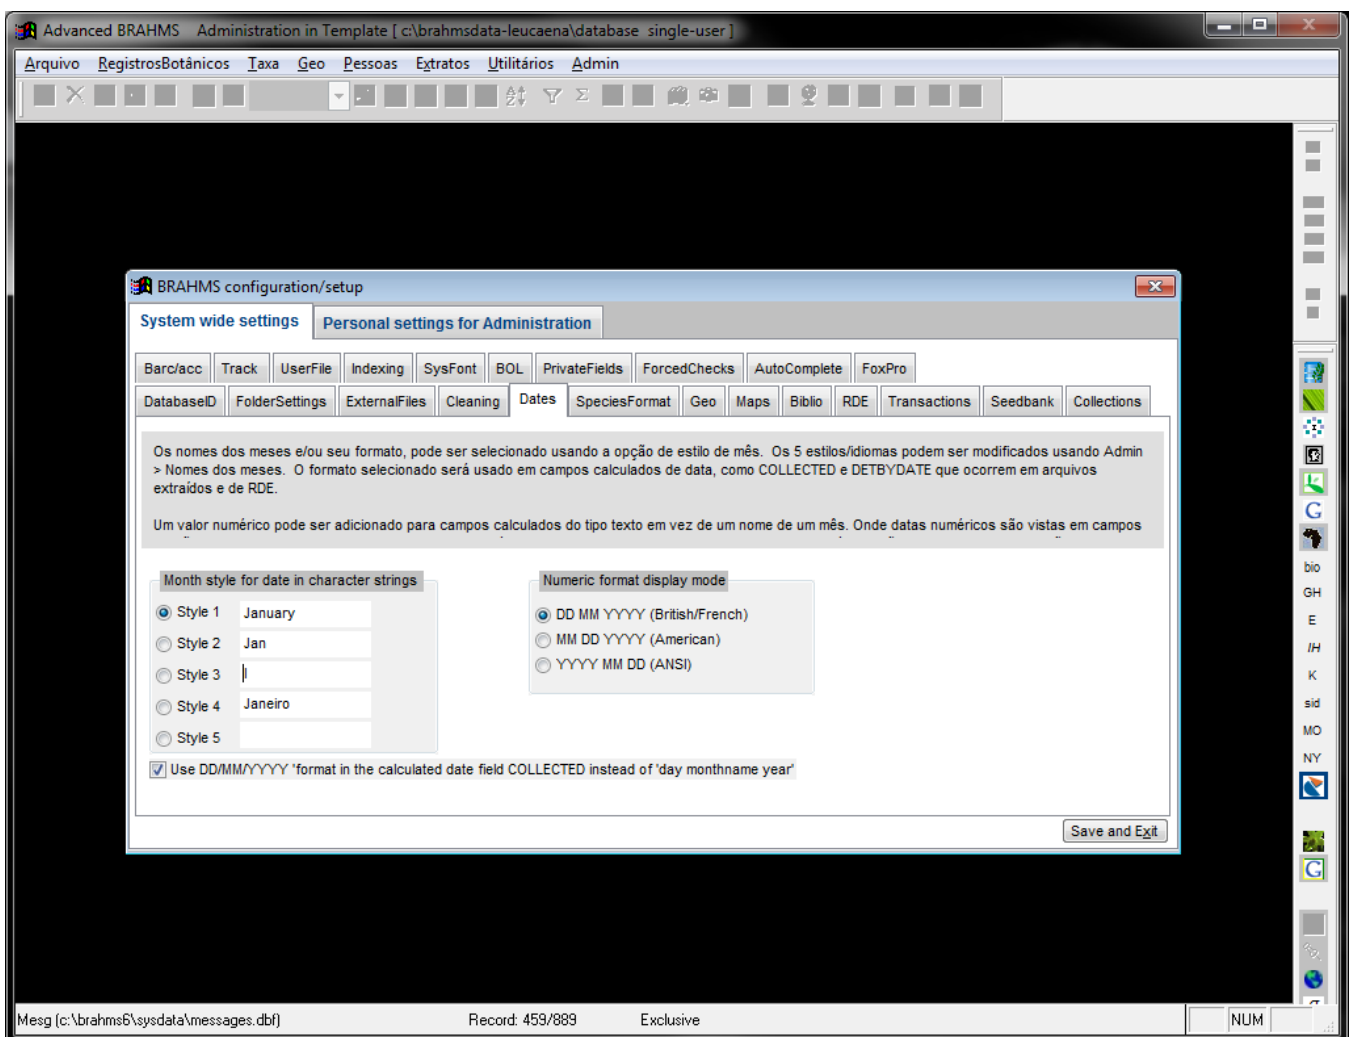 Advanced BRAHMS    Administration in Template [ c:\brahmsdata-leucaena\database  single-user ]
Arquivo  RegistrosBotânicos  Taxa  Geo  Pessoas  Extratos  Utilitários  Admin
BRAHMS configuration/setup
System wide settings  Personal settings for Administration
Barc/acc  Track  UserFile  Indexing  SysFont  BOL  PrivateFields  ForcedChecks  AutoComplete  FoxPro
DatabaseID  FolderSettings  ExternalFiles  Cleaning  Dates  SpeciesFormat  Geo  Maps  Biblio  RDE  Transactions  Seedbank  Collections
Os nomes dos meses e/ou seu formato, pode ser selecionado usando a opção de estilo de mês.  Os 5 estilos/idiomas podem ser modificados usando Admin
> Nomes dos meses.  O formato selecionado será usado em campos calculados de data, como COLLECTED e DETBYDATE que ocorrem em arquivos
extraídos e de RDE.
Um valor numérico pode ser adicionado para campos calculados do tipo texto em vez de um nome de um mês. Onde datas numéricos são vistas em campos
Month style for date in character strings
Style 1  January
Style 2  Jan
Style 3  I
Style 4  Janeiro
Style 5
Numeric format display mode
DD MM YYYY (British/French)
MM DD YYYY (American)
YYYY MM DD (ANSI)
Use DD/MM/YYYY 'format in the calculated date field COLLECTED instead of 'day monthname year'
Save and Exit
G
bio
GH
E
IH
K
sid
MO
NY
G
Mesg (c:\brahms6\sysdata\messages.dbf)  Record: 459/889  Exclusive  NUM